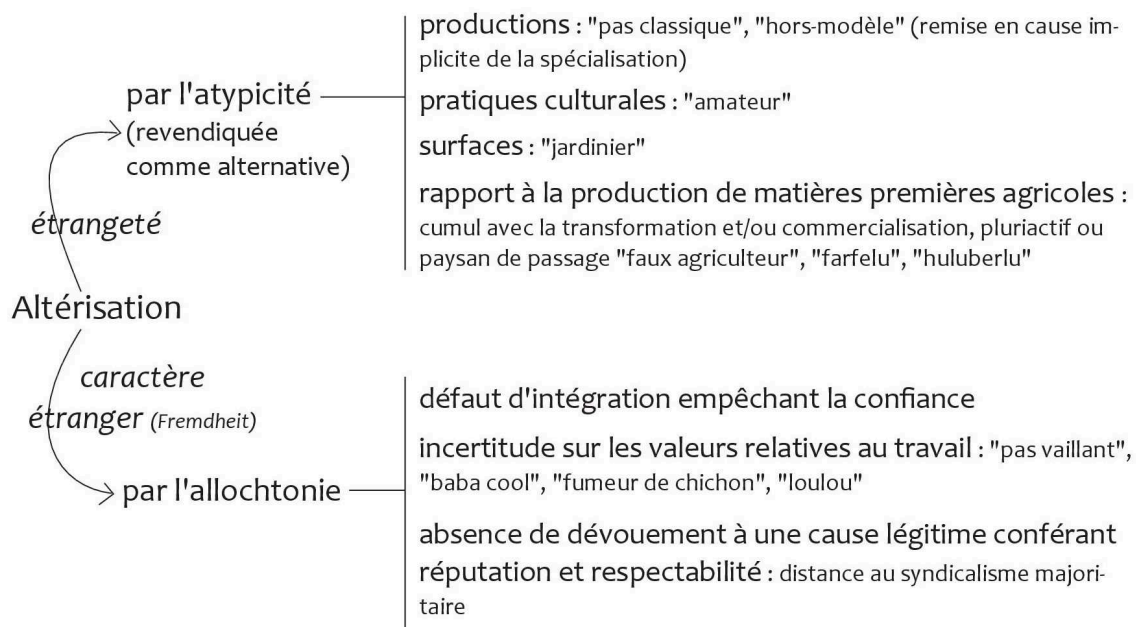 productions : "pas classique", "hors-modèle" (remise en cause im-
plicite de la spécialisation)
par l'atypicité
(revendiquée
comme alternative)
pratiques culturales : "amateur"
surfaces : "jardinier"
rapport à la production de matières premières agricoles :
cumul avec la transformation et/ou commercialisation, pluriactif ou
paysan de passage "faux agriculteur", "farfelu", "huluberlu"
étrangeté
Altérisation
caractère
étranger (Fremdheit)
par l'allochtonie
défaut d'intégration empêchant la confiance
incertitude sur les valeurs relatives au travail : "pas vaillant",
"baba cool", "fumeur de chichon", "loulou"
absence de dévouement à une cause légitime conférant
réputation et respectabilité : distance au syndicalisme majori-
taire